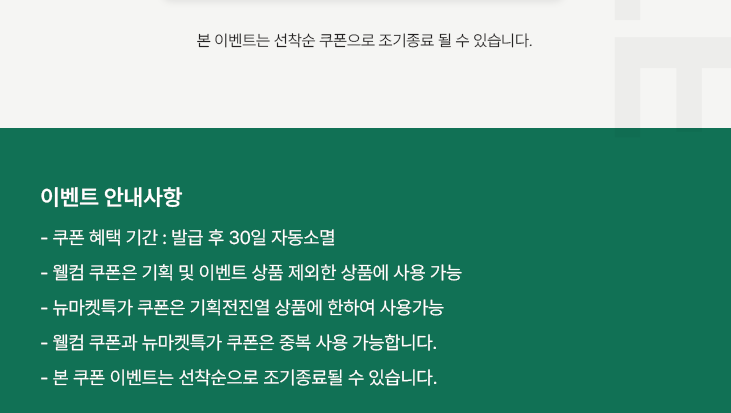 본 이벤트는 선착순 쿠폰으로 조기종료 될 수 있습니다.
이벤트 안내사항
- 쿠폰 혜택 기간 : 발급 후 30일 자동소멸
- 웰컴 쿠폰은 기획 및 이벤트 상품 제외한 상품에 사용 가능
- 뉴마켓특가 쿠폰은 기획전진열 상품에 한하여 사용가능
- 웰컴 쿠폰과 뉴마켓특가 쿠폰은 중복 사용 가능합니다.
- 본 쿠폰 이벤트는 선착순으로 조기종료될 수 있습니다.